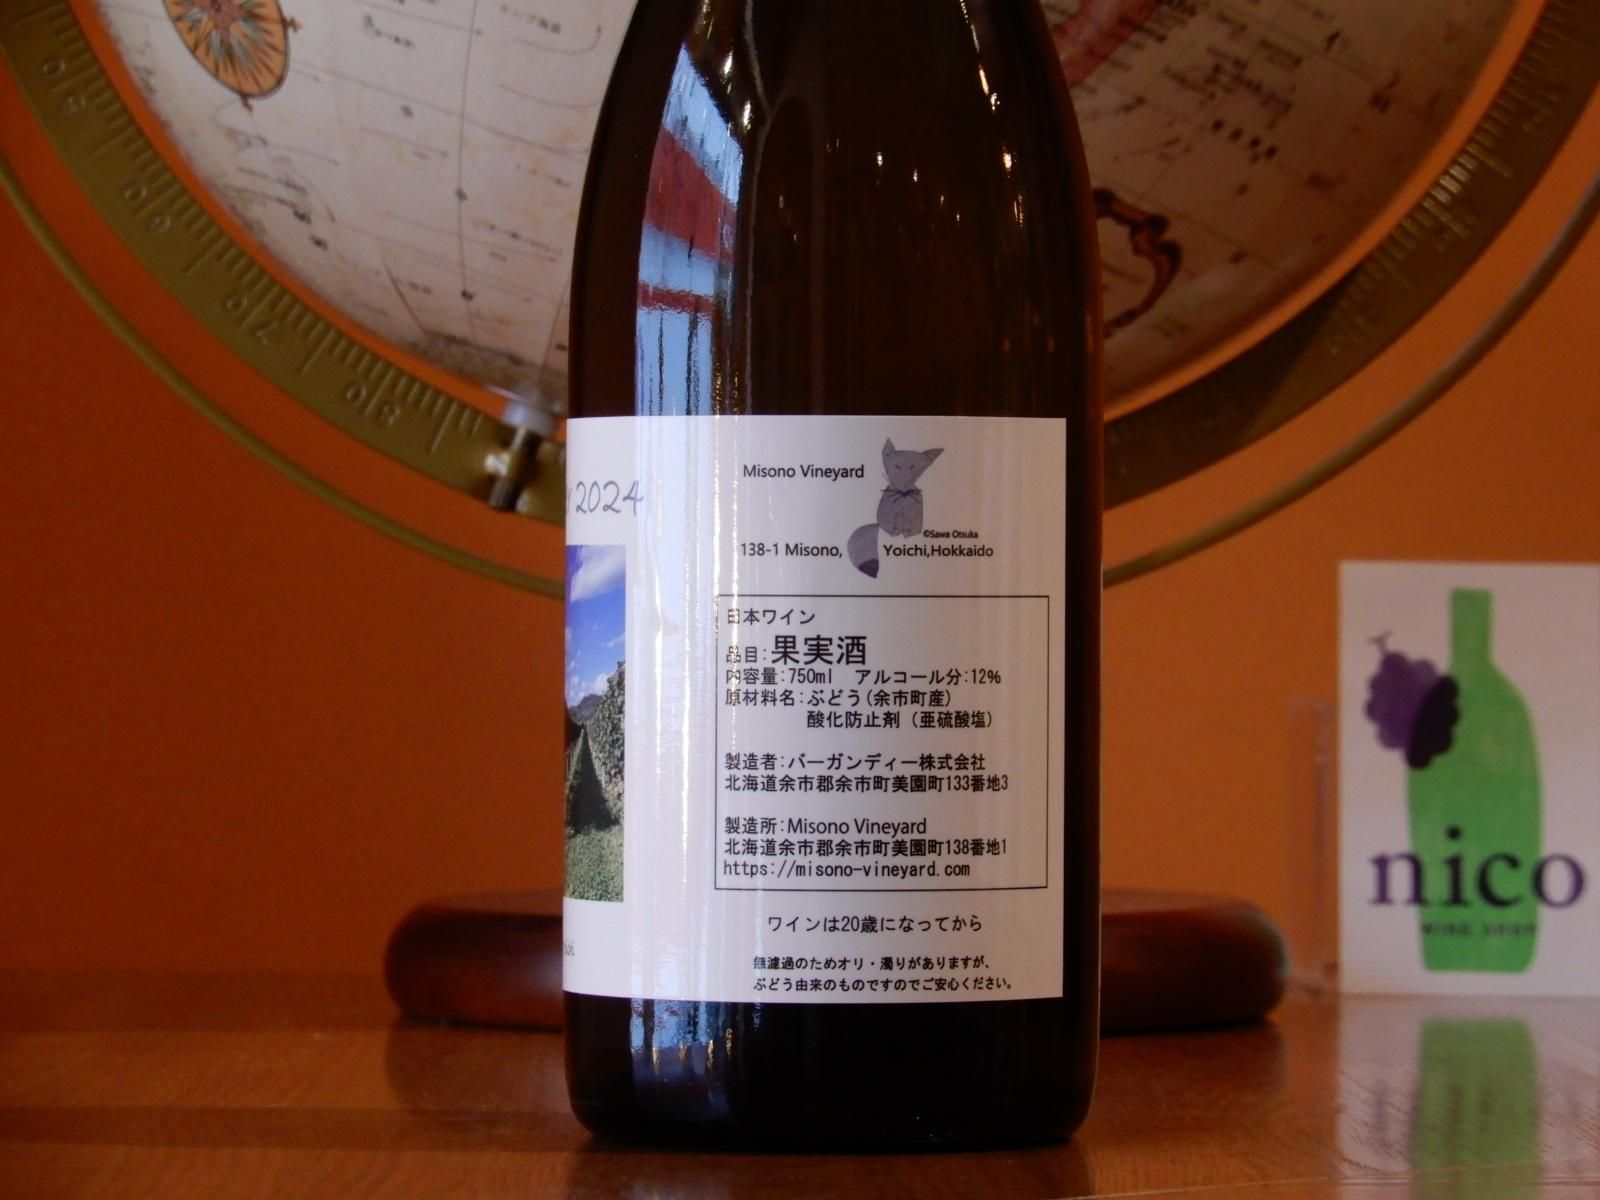 2024
Misono Vineyard
©Sawa Otsuka
138-1 Misono, Yoichi,Hokkaido
日本ワイン
品目:果実酒
内容量:750ml アルコール分:12%
原材料名:ぶどう(余市町産)
酸化防止剤 (亜硫酸塩)
製造者:バーガンディー株式会社
北海道余市郡余市町美園町133番地3
製造所:Misono Vineyard
北海道余市郡余市町美園町138番地1
https://misono-vineyard.com
ワインは20歳になってから
無濾過のためオリ・濁りがありますが、
ぶどう由来のものですのでご安心ください。
nico
WINE SHOP